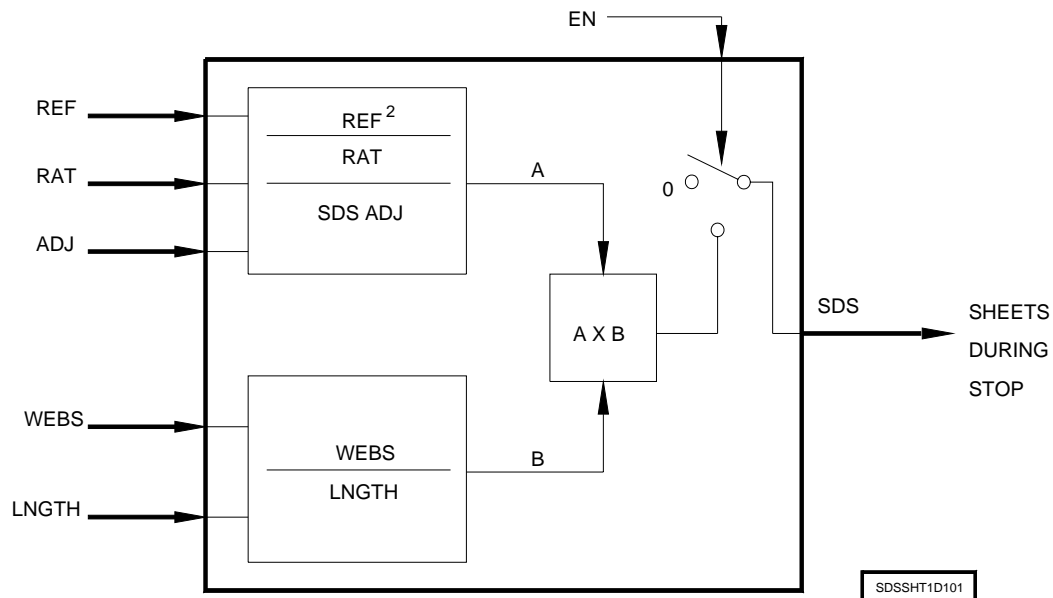 EN
REF
RAT
ADJ
REF 2
RAT
SDS ADJ
A
0
A X B
SDS
SHEETS
DURING
STOP
WEBS
LNGTH
WEBS
LNGTH
B
SDSSHT1D101